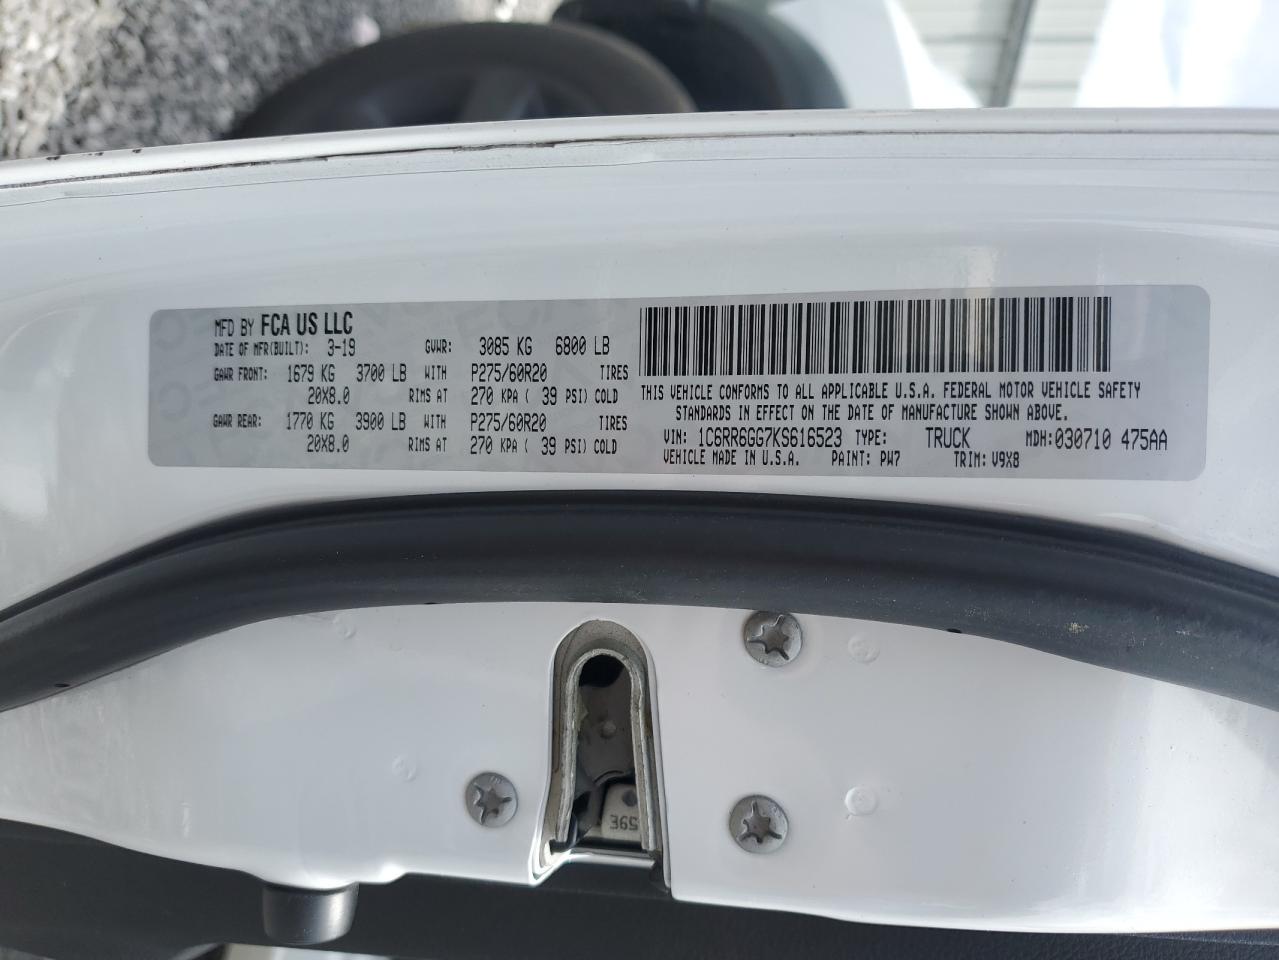 MFD BY FCA US LLC
DATE OF MFR(BUILT): 3-19 GVWR: 3085 KG 6800 LB
GAWR FRONT: 1679 KG 3700 LB WITH P275/60R20 TIRES
20X8.0 RIMS AT 270 KPA ( 39 PSI) COLD
GAWR REAR: 1770 KG 3900 LB WITH P275/60R20 TIRES
20X8.0 RIMS AT 270 KPA ( 39 PSI) COLD
THIS VEHICLE CONFORMS TO ALL APPLICABLE U.S.A. FEDERAL MOTOR VEHICLE SAFETY
STANDARDS IN EFFECT ON THE DATE OF MANUFACTURE SHOWN ABOVE.
VIN: 1C6RR6GG7KS616523 TYPE: TRUCK MDH: 030710 475AA
VEHICLE MADE IN U.S.A. PAINT: PW7 TRIM: V9X8
59E